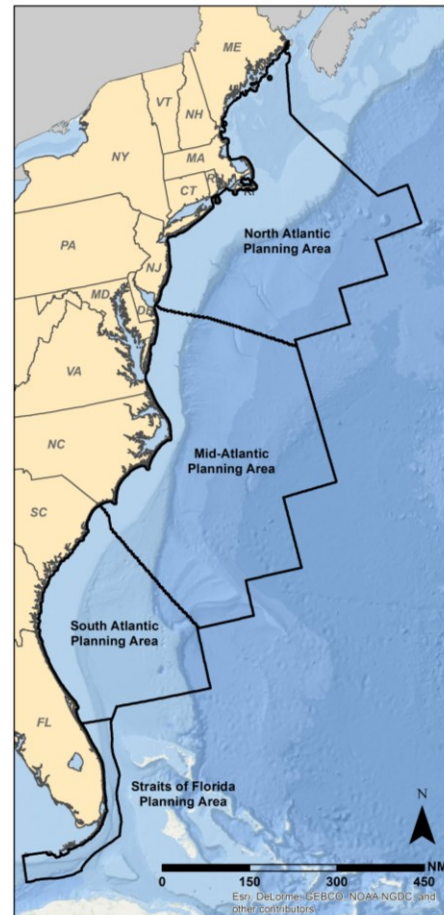 ME
VT
NH
NY
MA
CT
RI
PA
NJ
MD
DE
VA
NC
SC
FL
North Atlantic
Planning Area
Mid-Atlantic
Planning Area
South Atlantic
Planning Area
Straits of Florida
Planning Area
N
NM
0 150 300 450
Esri, DeLorme, GEBCO, NOAA NGDC, and
other contributors